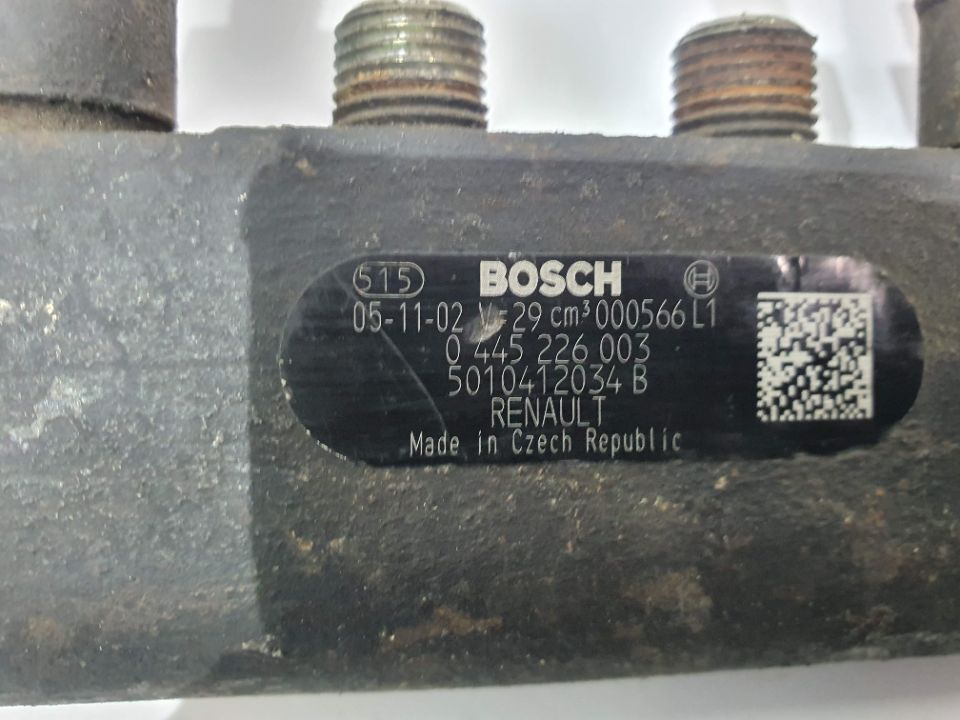 515 BOSCH
05-11-02 V=29 cm³ 000566 L1
0 445 226 003
5010412034 B
RENAULT
Made in Czech Republic